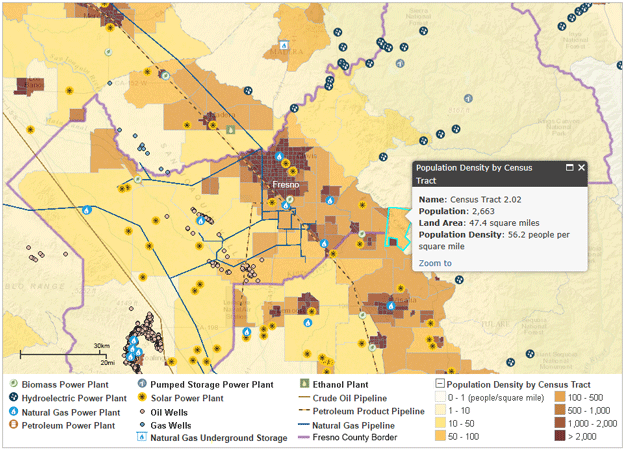 Fresno
Population Density by Census
Tract
Name: Census Tract 2.02
Population: 2,663
Land Area: 47.4 square miles
Population Density: 56.2 people per
square mile
Zoom to
30km
20mi
Biomass Power Plant
Hydroelectric Power Plant
Natural Gas Power Plant
Petroleum Power Plant
Pumped Storage Power Plant
Solar Power Plant
Oil Wells
Gas Wells
Natural Gas Underground Storage
Ethanol Plant
Crude Oil Pipeline
Petroleum Product Pipeline
Natural Gas Pipeline
Fresno County Border
Population Density by Census Tract
0 - 1 (people/square mile)
1 - 10
10 - 50
50 - 100
100 - 500
500 - 1,000
1,000 - 2,000
> 2,000